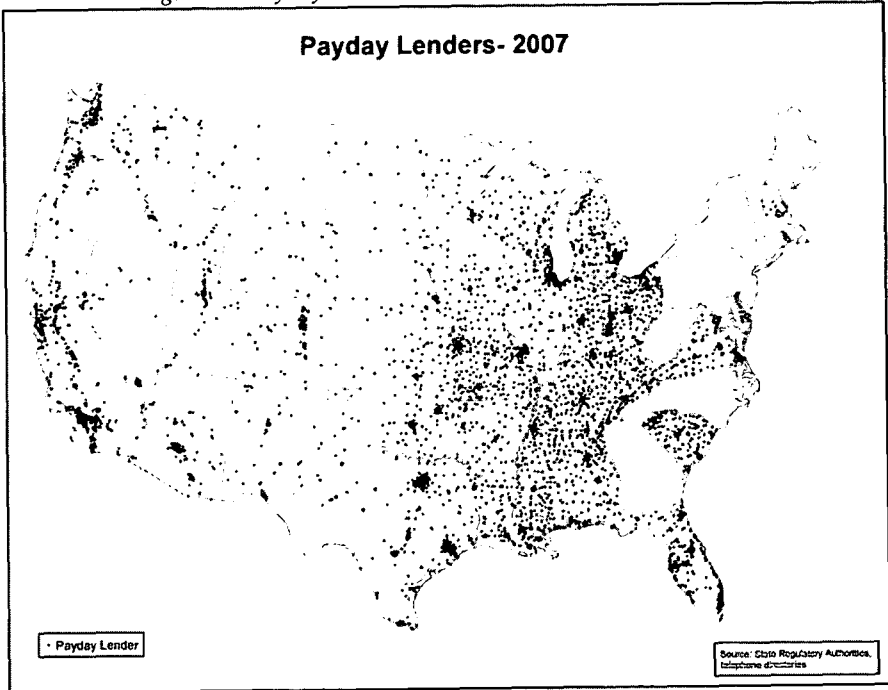 Payday Lenders- 2007
· Payday Lender
Source: State Regulatory Authorities,
telephone directories